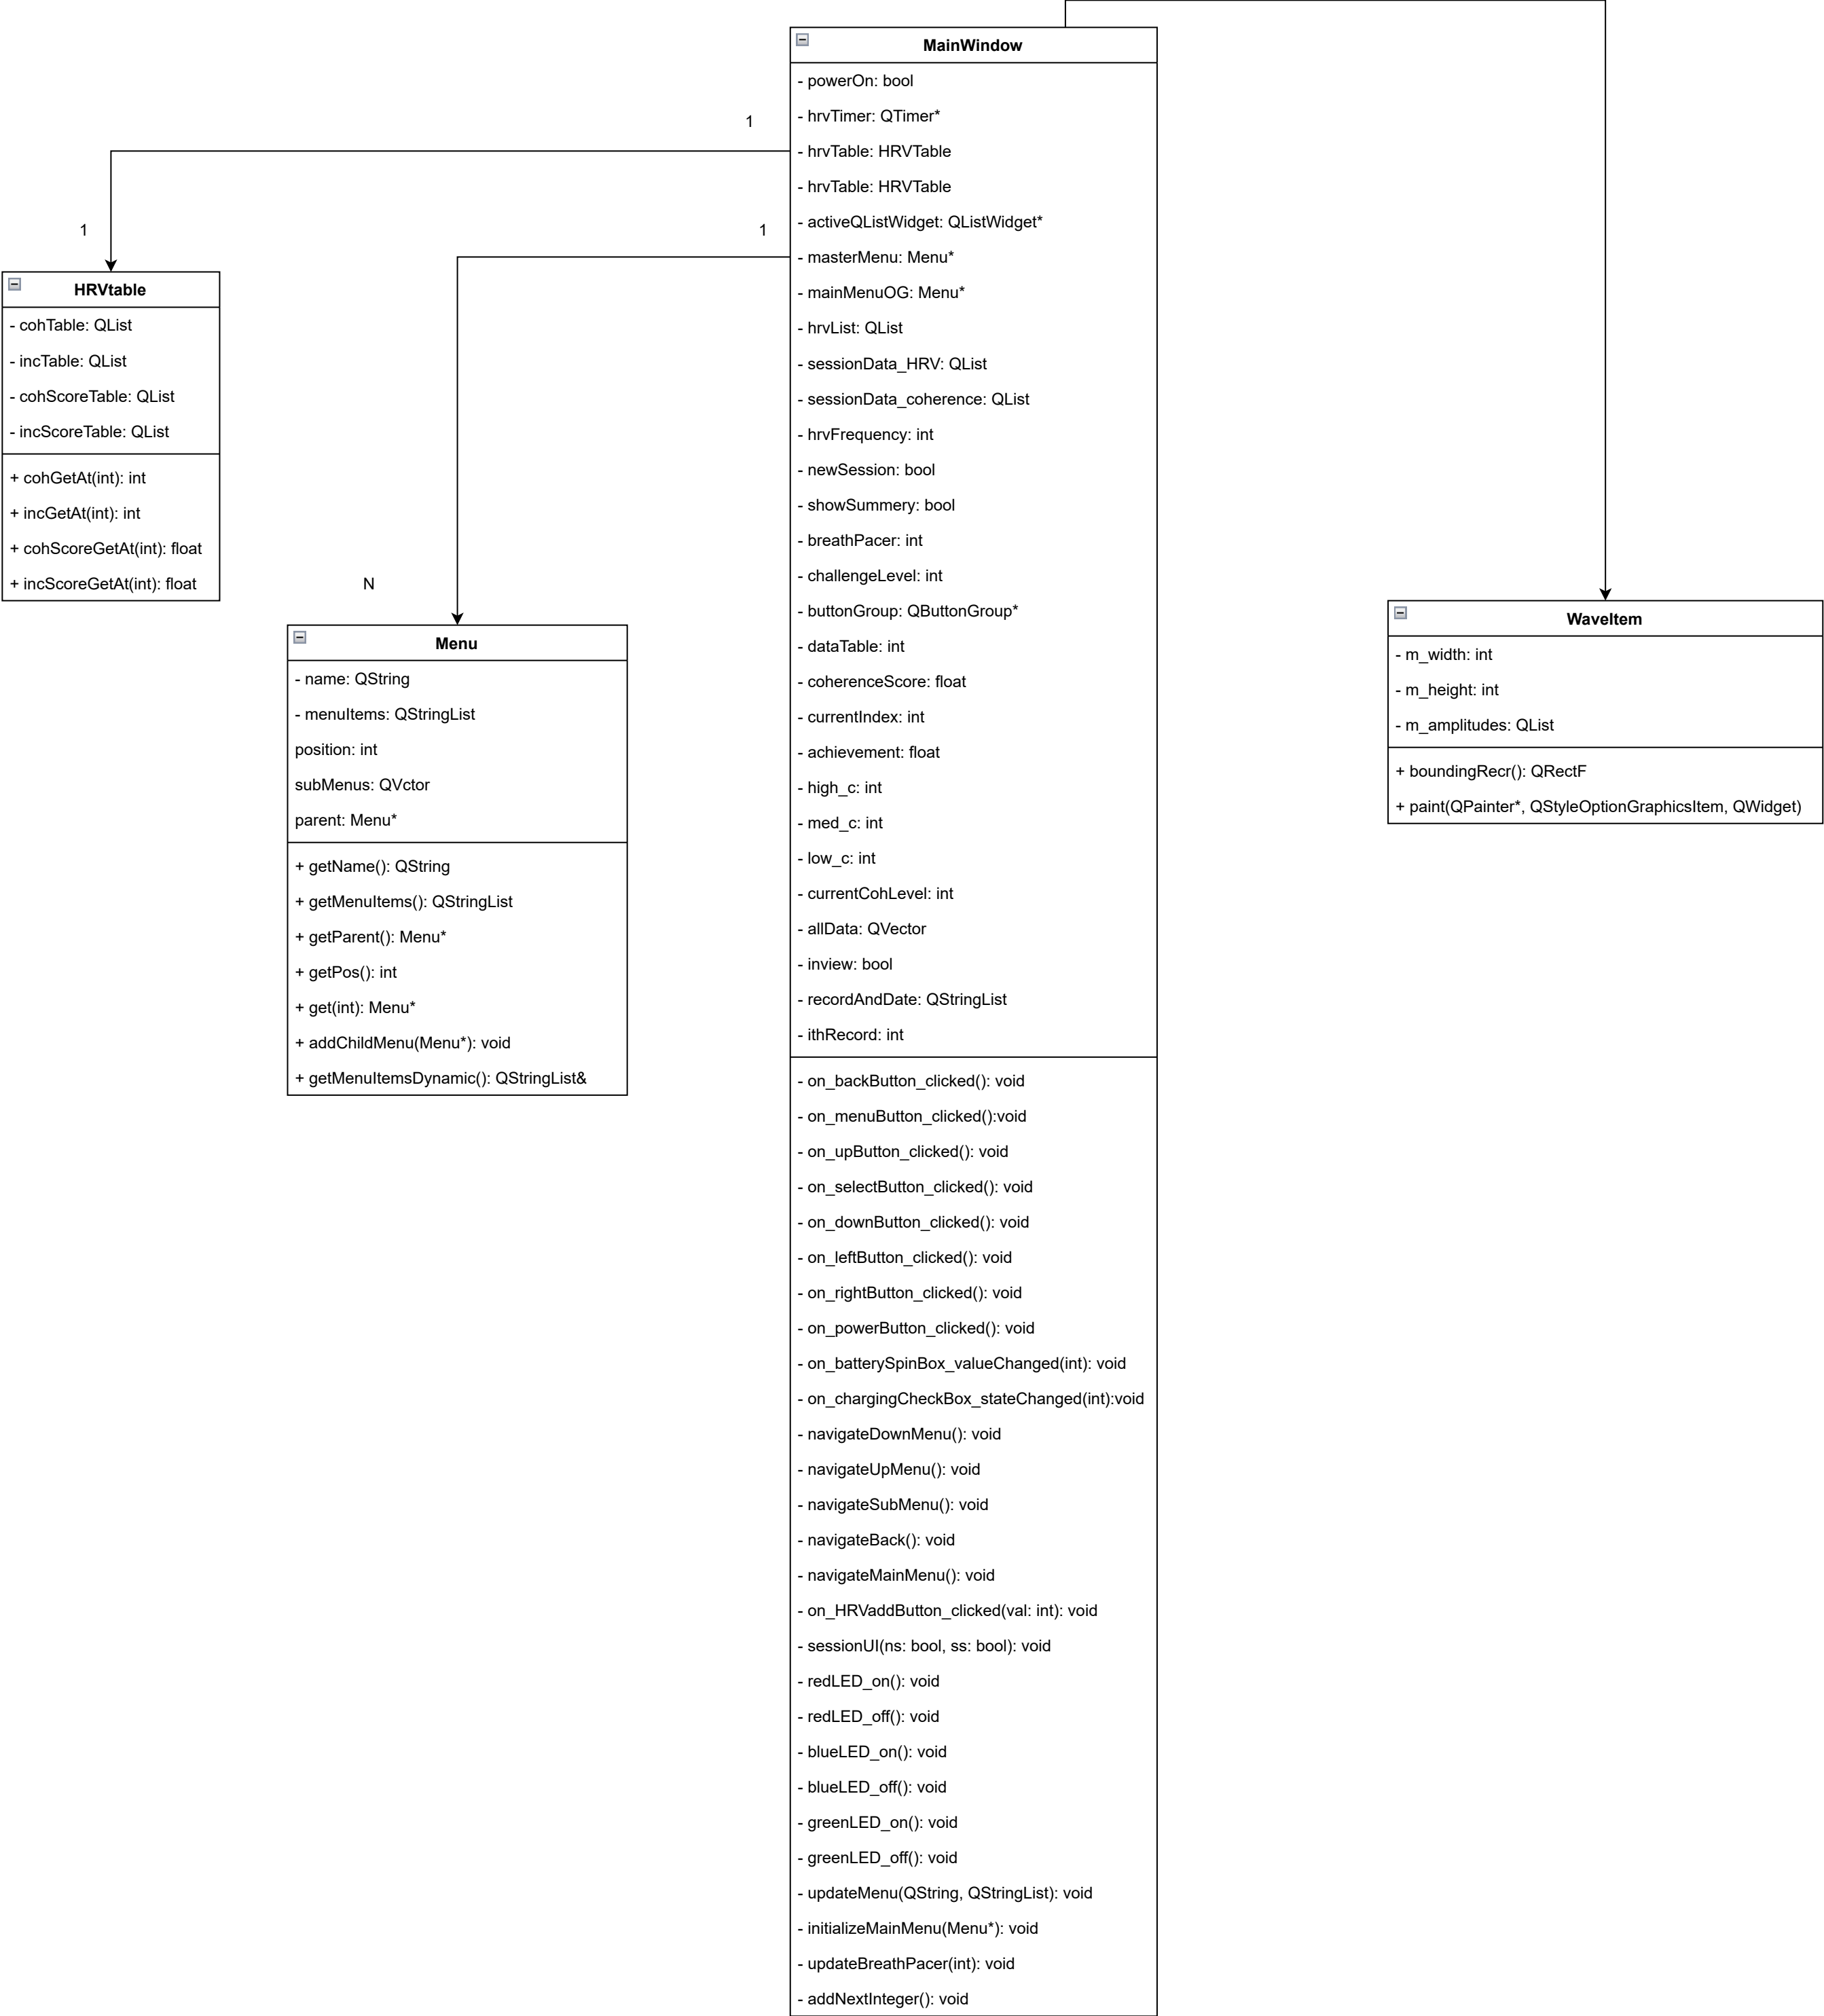 MainWindow
- powerOn: bool
- hrvTimer: QTimer*
- hrvTable: HRVTable
- hrvTable: HRVTable
- activeQListWidget: QListWidget*
- masterMenu: Menu*
- mainMenuOG: Menu*
- hrvList: QList
- sessionData_HRV: QList
- sessionData_coherence: QList
- hrvFrequency: int
- newSession: bool
- showSummery: bool
- breathPacer: int
- challengeLevel: int
- buttonGroup: QButtonGroup*
- dataTable: int
- coherenceScore: float
- currentIndex: int
- achievement: float
- high_c: int
- med_c: int
- low_c: int
- currentCohLevel: int
- allData: QVector
- inview: bool
- recordAndDate: QStringList
- ithRecord: int
- on_backButton_clicked(): void
- on_menuButton_clicked():void
- on_upButton_clicked(): void
- on_selectButton_clicked(): void
- on_downButton_clicked(): void
- on_leftButton_clicked(): void
- on_rightButton_clicked(): void
- on_powerButton_clicked(): void
- on_batterySpinBox_valueChanged(int): void
- on_chargingCheckBox_stateChanged(int):void
- navigateDownMenu(): void
- navigateUpMenu(): void
- navigateSubMenu(): void
- navigateBack(): void
- navigateMainMenu(): void
- on_HRVaddButton_clicked(val: int): void
- sessionUI(ns: bool, ss: bool): void
- redLED_on(): void
- redLED_off(): void
- blueLED_on(): void
- blueLED_off(): void
- greenLED_on(): void
- greenLED_off(): void
- updateMenu(QString, QStringList): void
- initializeMainMenu(Menu*): void
- updateBreathPacer(int): void
- addNextInteger(): void
1
1
HRVtable
- cohTable: QList
- incTable: QList
- cohScoreTable: QList
- incScoreTable: QList
+ cohGetAt(int): int
+ incGetAt(int): int
+ cohScoreGetAt(int): float
+ incScoreGetAt(int): float
1
N
Menu
- name: QString
- menuItems: QStringList
position: int
subMenus: QVctor
parent: Menu*
+ getName(): QString
+ getMenuItems(): QStringList
+ getParent(): Menu*
+ getPos(): int
+ get(int): Menu*
+ addChildMenu(Menu*): void
+ getMenuItemsDynamic(): QStringList&
WaveItem
- m_width: int
- m_height: int
- m_amplitudes: QList
+ boundingRecr(): QRectF
+ paint(QPainter*, QStyleOptionGraphicsItem, QWidget)